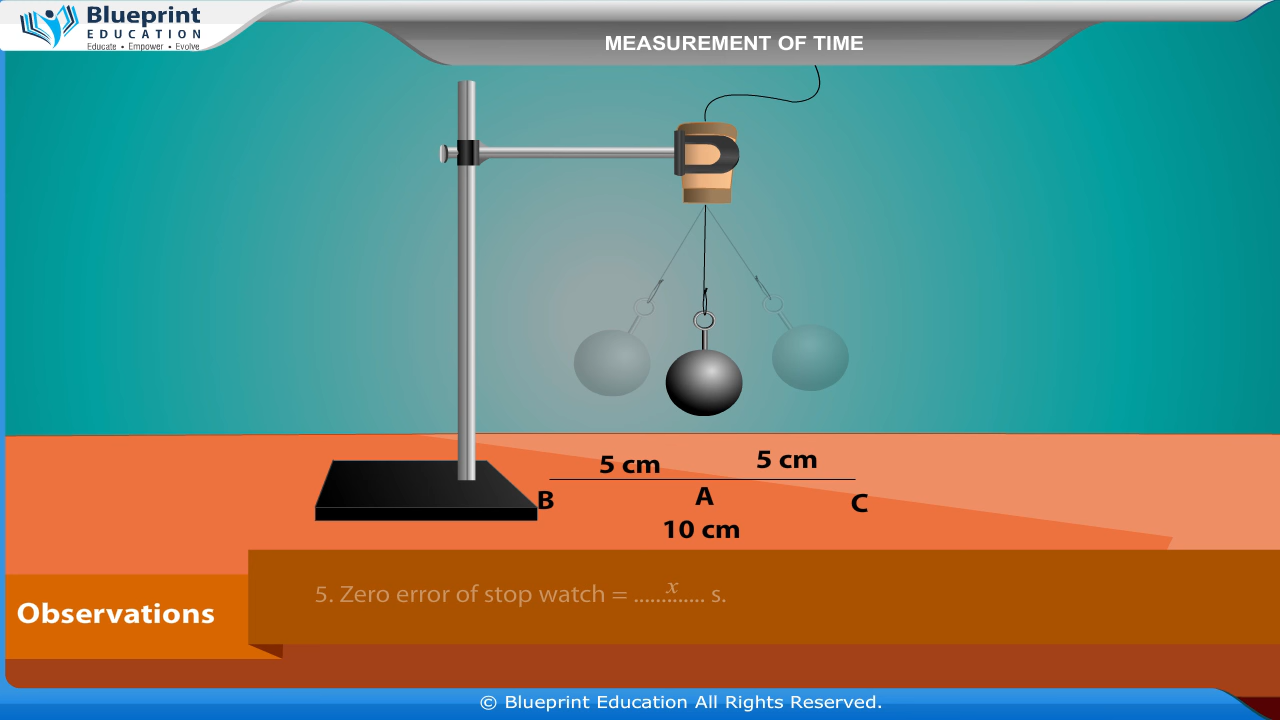 Blueprint
EDUCATION
Educate • Empower • Evolve
MEASUREMENT OF TIME
5 cm
5 cm
B
A
C
10 cm
Observations
5. Zero error of stop watch = ......x....... s.
© Blueprint Education All Rights Reserved.